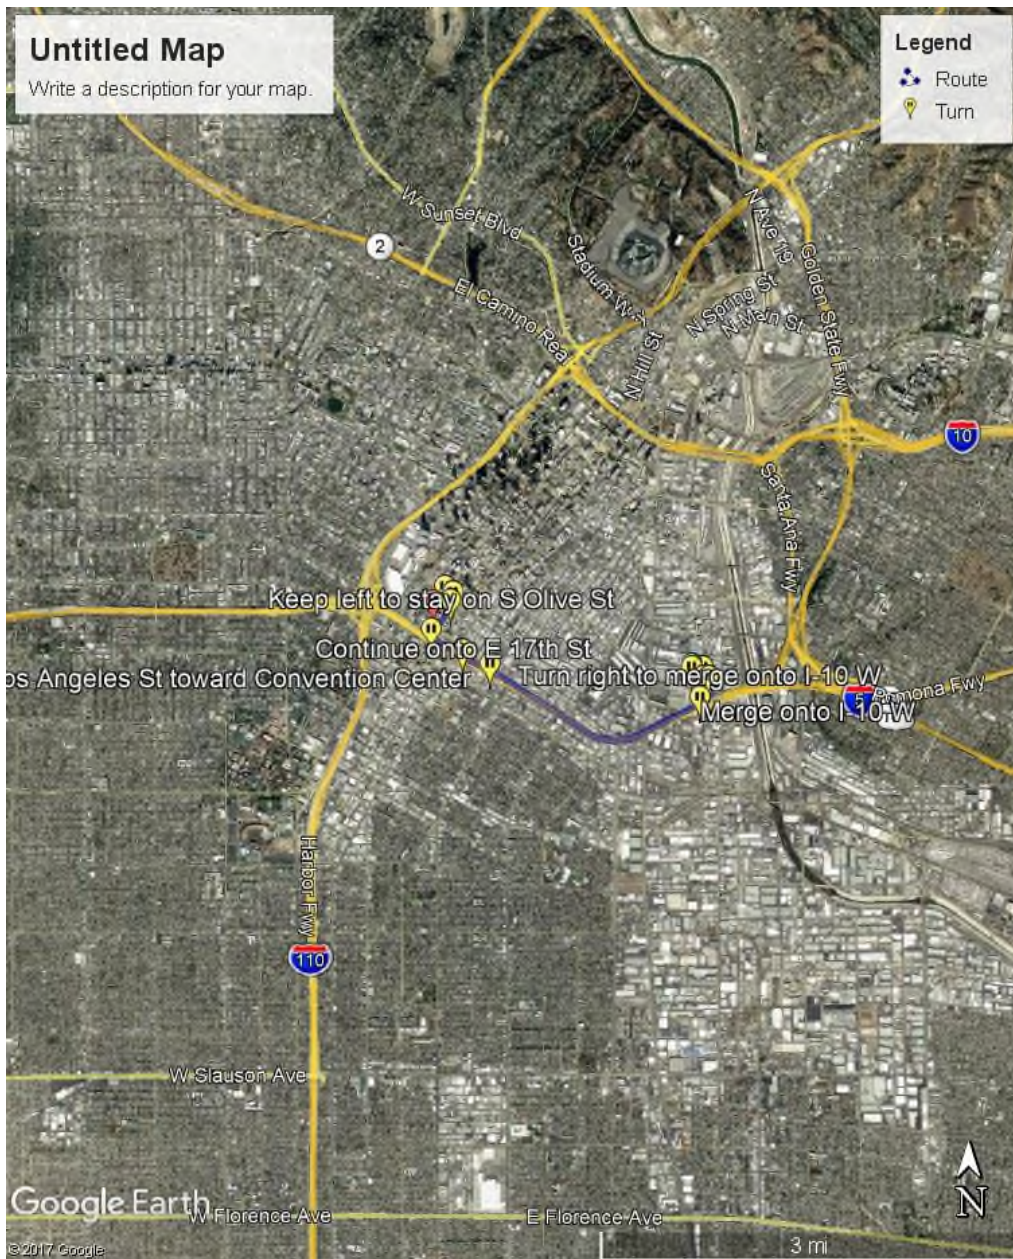 Untitled Map
Write a description for your map.
Legend
Route
Turn
W Sunset Blvd
2
El Camino Rea
Stadium W
N Ave 19
N Spring St
N Main St
N Hill St
Golden State Fwy
10
Santa Ana Fwy
Keep left to stay on S Olive St
Continue onto E 17th St
os Angeles St toward Convention Center
Turn right to merge onto I-10 W
5
Pomona Fwy
Merge onto I-10 W
Harbor Fwy
110
W Slauson Ave
N
Google Earth
W Florence Ave
E Florence Ave
© 2017 Google
3 mi